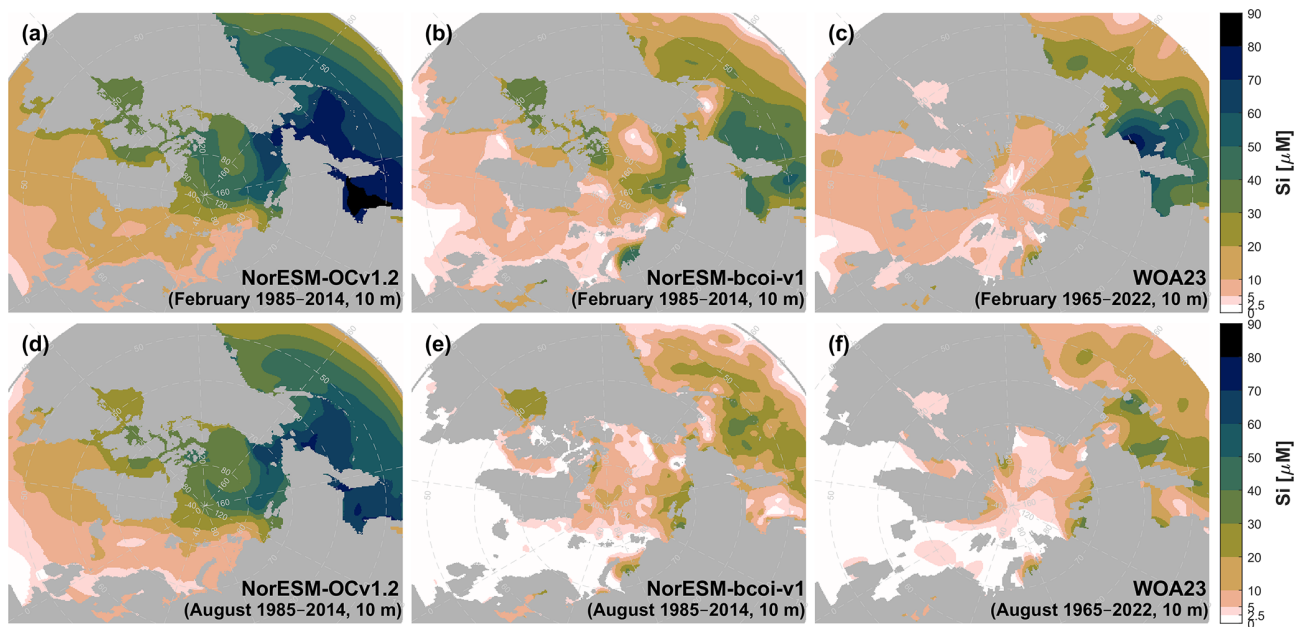 (a)
NorESM-OCv1.2
(February 1985−2014, 10 m)
(b)
NorESM-bcoi-v1
(February 1985−2014, 10 m)
(c)
WOA23
(February 1965−2022, 10 m)
90
80
70
60
50
40
30
20
10
5
2.5
0
Si [μM]
(d)
NorESM-OCv1.2
(August 1985−2014, 10 m)
(e)
NorESM-bcoi-v1
(August 1985−2014, 10 m)
(f)
WOA23
(August 1965−2022, 10 m)
90
80
70
60
50
40
30
20
10
5
2.5
0
Si [μM]